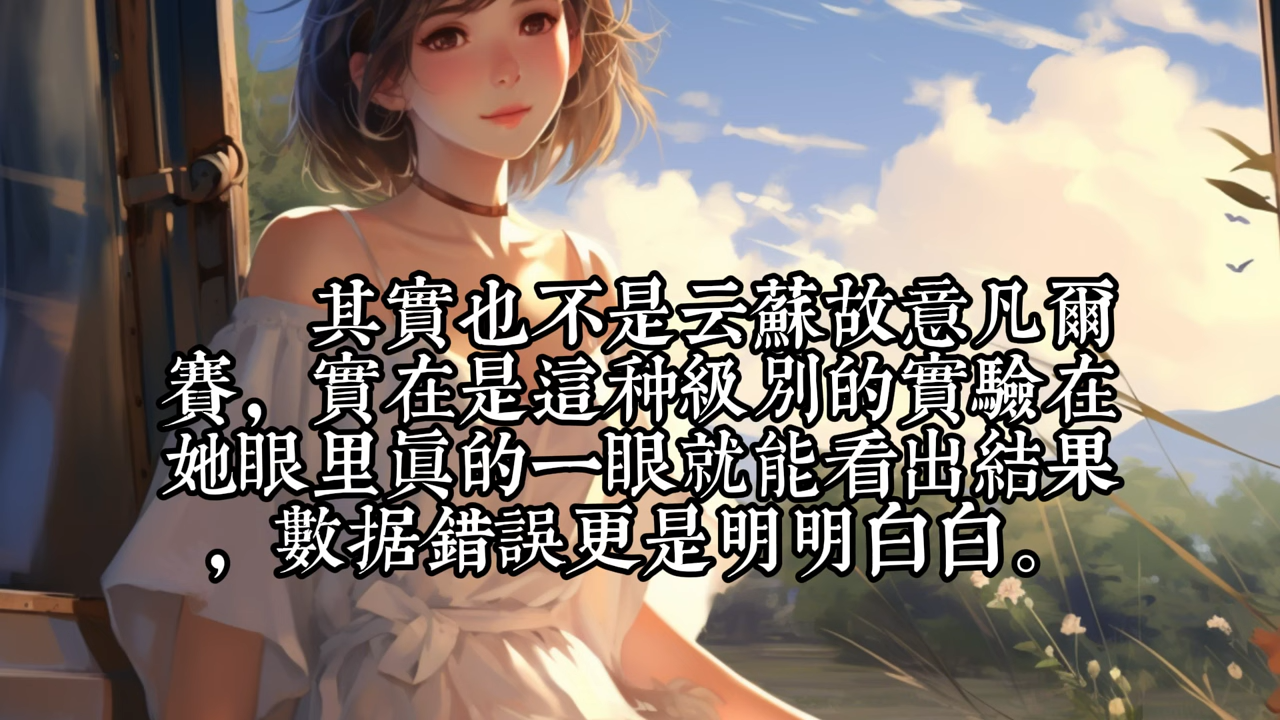 其實也不是云蘇故意凡爾
賽，實在是這种級別的實驗在
她眼里眞的一眼就能看出結果
，數据錯誤更是明明白白。